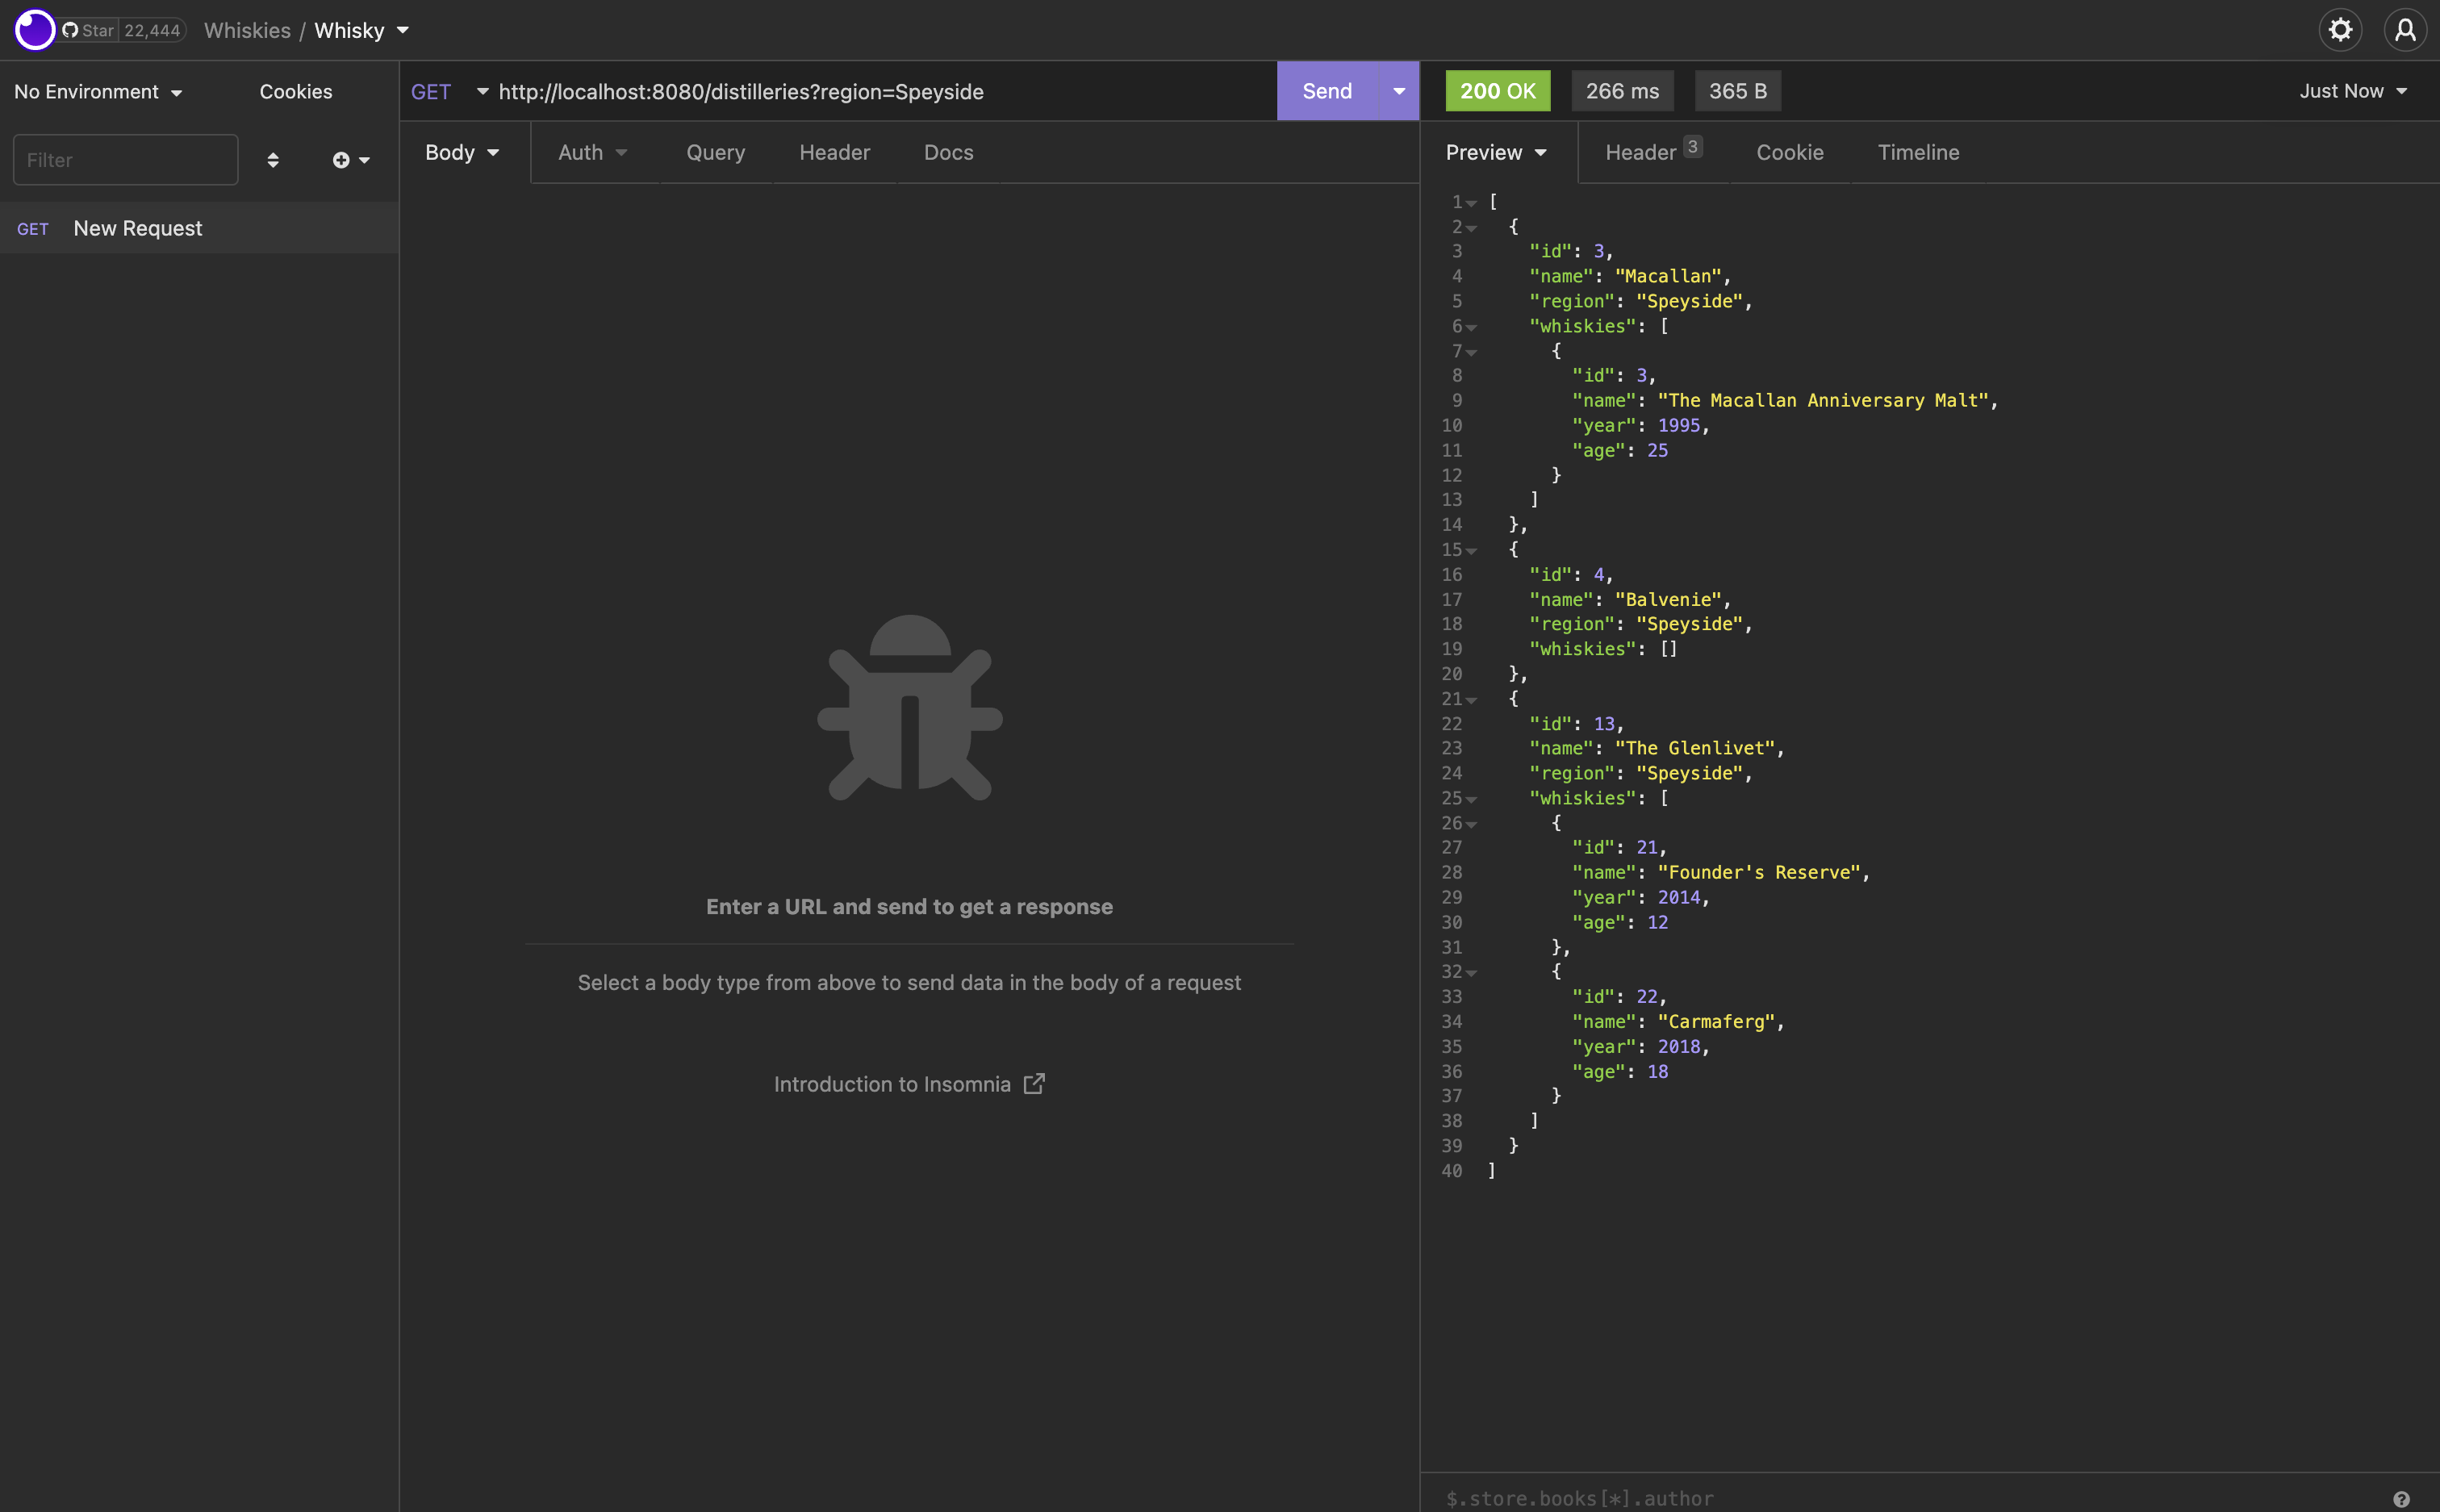 Star 22,444 Whiskies / Whisky
No Environment Cookies
Filter
GET New Request
GET http://localhost:8080/distilleries?region=Speyside Send
Body Auth Query Header Docs
Enter a URL and send to get a response
Select a body type from above to send data in the body of a request
Introduction to Insomnia
200 OK 266 ms 365 B Just Now
Preview Header 3 Cookie Timeline
1 [
2 {
3 "id": 3,
4 "name": "Macallan",
5 "region": "Speyside",
6 "whiskies": [
7 {
8 "id": 3,
9 "name": "The Macallan Anniversary Malt",
10 "year": 1995,
11 "age": 25
12 }
13 ]
14 },
15 {
16 "id": 4,
17 "name": "Balvenie",
18 "region": "Speyside",
19 "whiskies": []
20 },
21 {
22 "id": 13,
23 "name": "The Glenlivet",
24 "region": "Speyside",
25 "whiskies": [
26 {
27 "id": 21,
28 "name": "Founder's Reserve",
29 "year": 2014,
30 "age": 12
31 },
32 {
33 "id": 22,
34 "name": "Carmaferg",
35 "year": 2018,
36 "age": 18
37 }
38 ]
39 }
40 ]
$.store.books[*].author ?